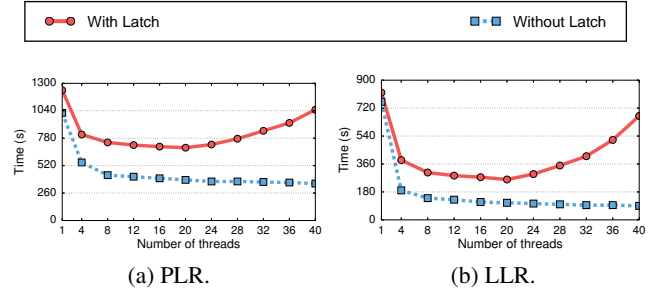 With Latch
Without Latch
1300
1040
780
520
260
0
Time (s)
1 4 8 12 16 20 24 28 32 36 40
Number of threads
(a) PLR.
900
720
540
360
180
0
Time (s)
1 4 8 12 16 20 24 28 32 36 40
Number of threads
(b) LLR.